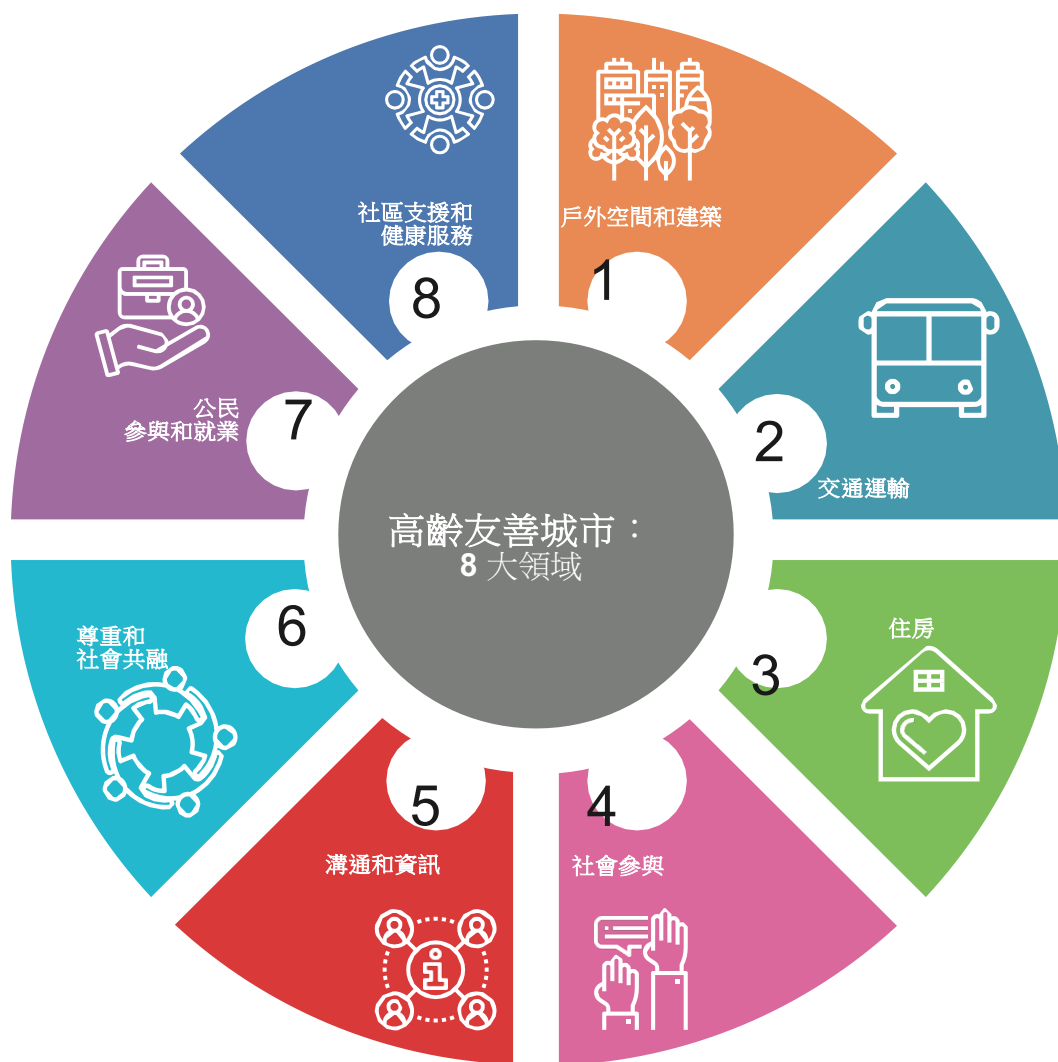 高齡友善城市：
8 大領域
戶外空間和建築
1
2
交通運輸
住房
3
4
社會參與
5
溝通和資訊
6
尊重和
社會共融
7
公民
參與和就業
社區支援和
健康服務
8